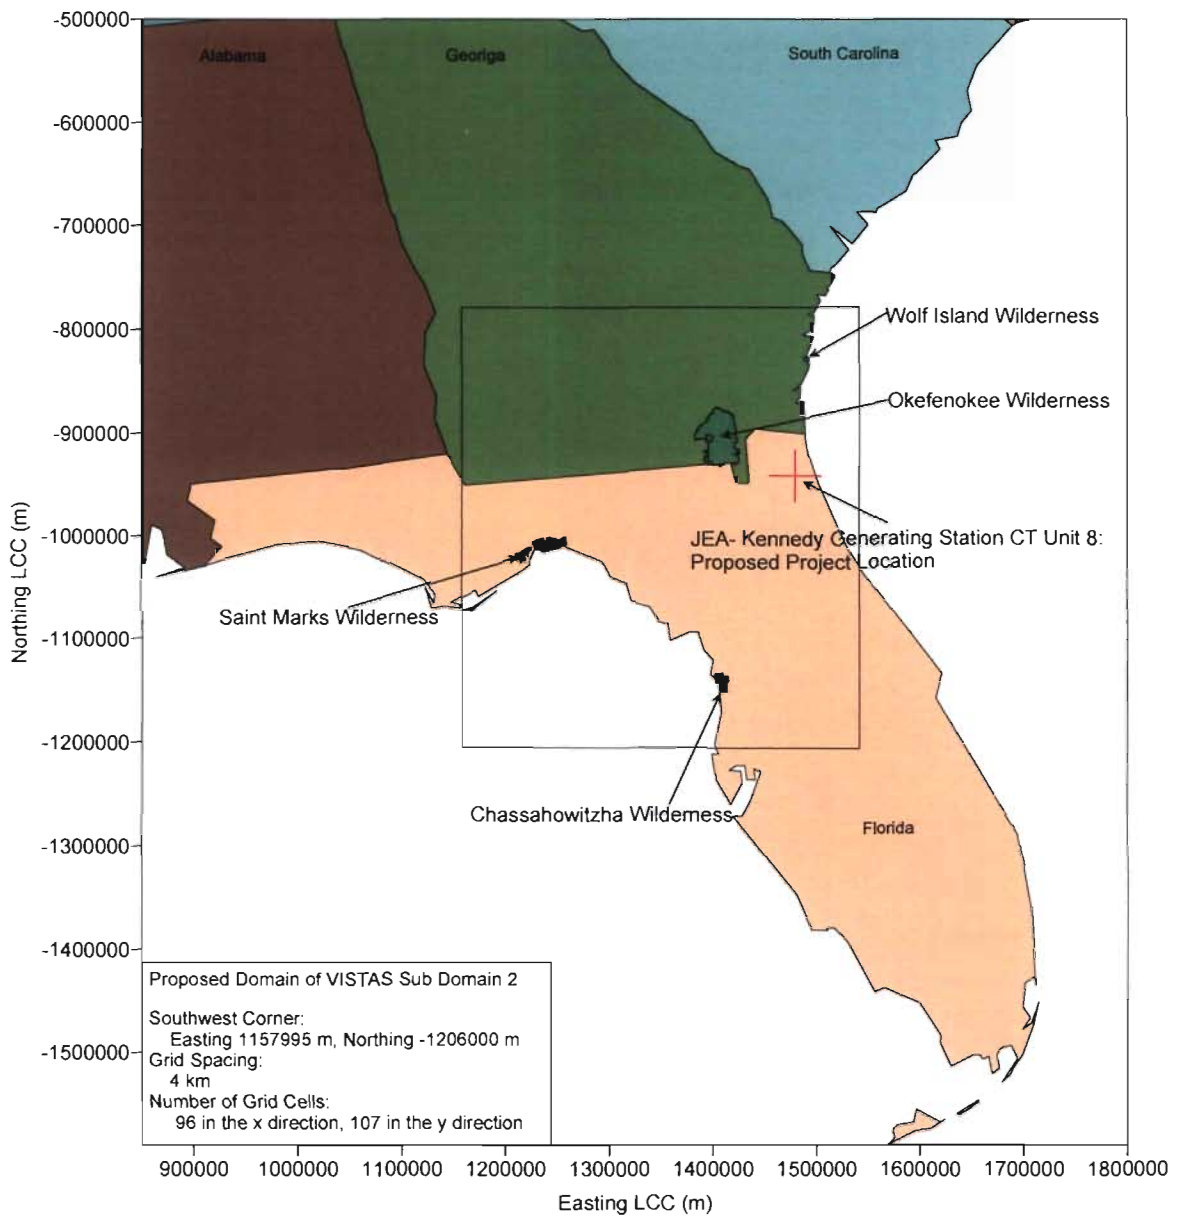 -500000
Alabama
Georiga
South Carolina
-600000
-700000
-800000
Wolf Island Wilderness
Okefenokee Wilderness
-900000
-1000000
JEA- Kennedy Generating Station CT Unit 8:
Proposed Project Location
Saint Marks Wilderness
-1100000
-1200000
Chassahowitzha Wilderness
Florida
-1300000
-1400000
-1500000
Northing LCC (m)
Proposed Domain of VISTAS Sub Domain 2
Southwest Corner:
Easting 1157995 m, Northing -1206000 m
Grid Spacing:
4 km
Number of Grid Cells:
96 in the x direction, 107 in the y direction
900000 1000000 1100000 1200000 1300000 1400000 1500000 1600000 1700000 1800000
Easting LCC (m)